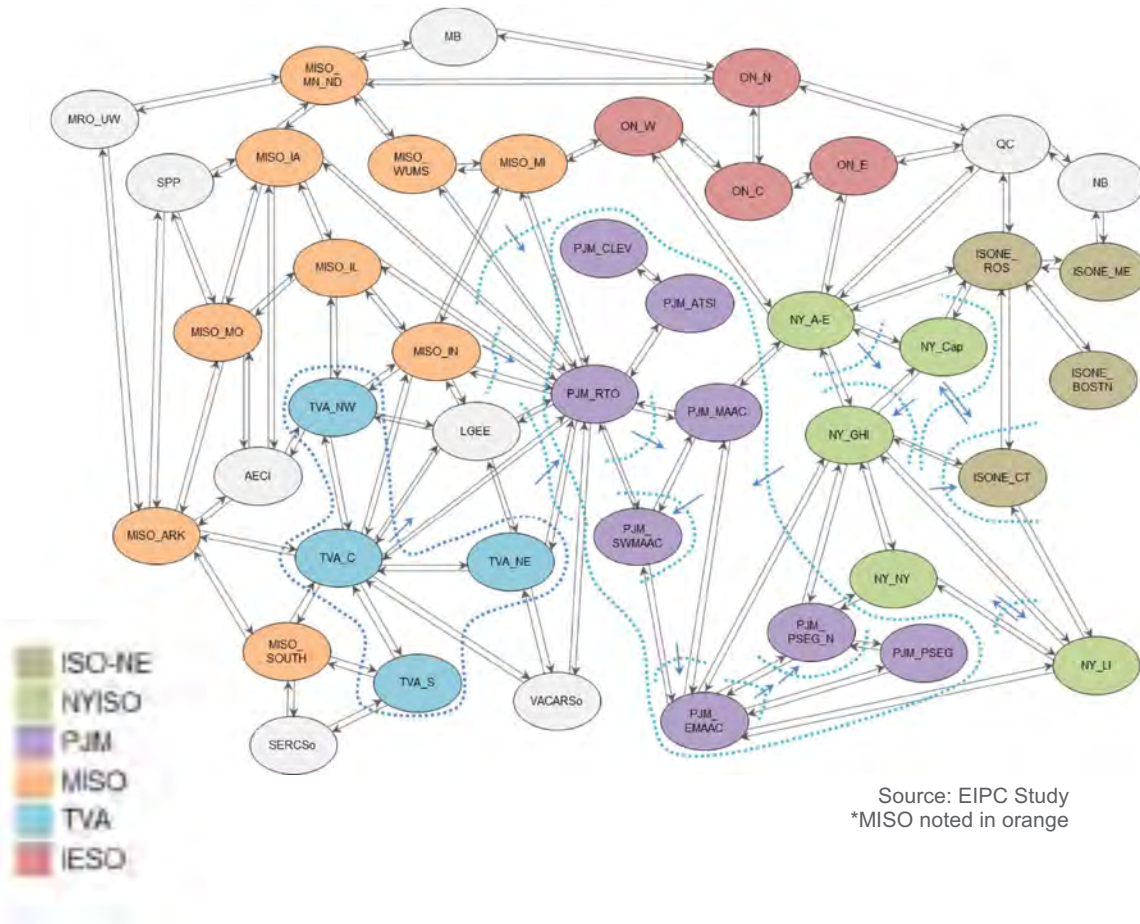 MB
MISO_
MN_ND
ON_N
MRO_UW
ON_W
MISO_IA
MISO_
WUMS
MISO_MI
ON_E
QC
SPP
ON_C
NB
PJM_CLEV
ISONE_
ROS
ISONE_ME
MISO_IL
PJM_ATSI
NY_A-E
MISO_MO
MISO_IN
NY_Cap
ISONE_
BOSTN
TVA_NW
PJM_RTO
PJM_MAAC
LGEE
NY_GHI
AECI
ISONE_CT
MISO_ARK
PJM_
SWMAAC
TVA_C
TVA_NE
NY_NY
PJM_
PSEG_N
MISO_
SOUTH
PJM_PSEG
NY_LI
TVA_S
VACARSo
PJM_
EMAAC
SERCSo
ISO-NE
NYISO
PJM
MISO
TVA
IESO
Source: EIPC Study
*MISO noted in orange